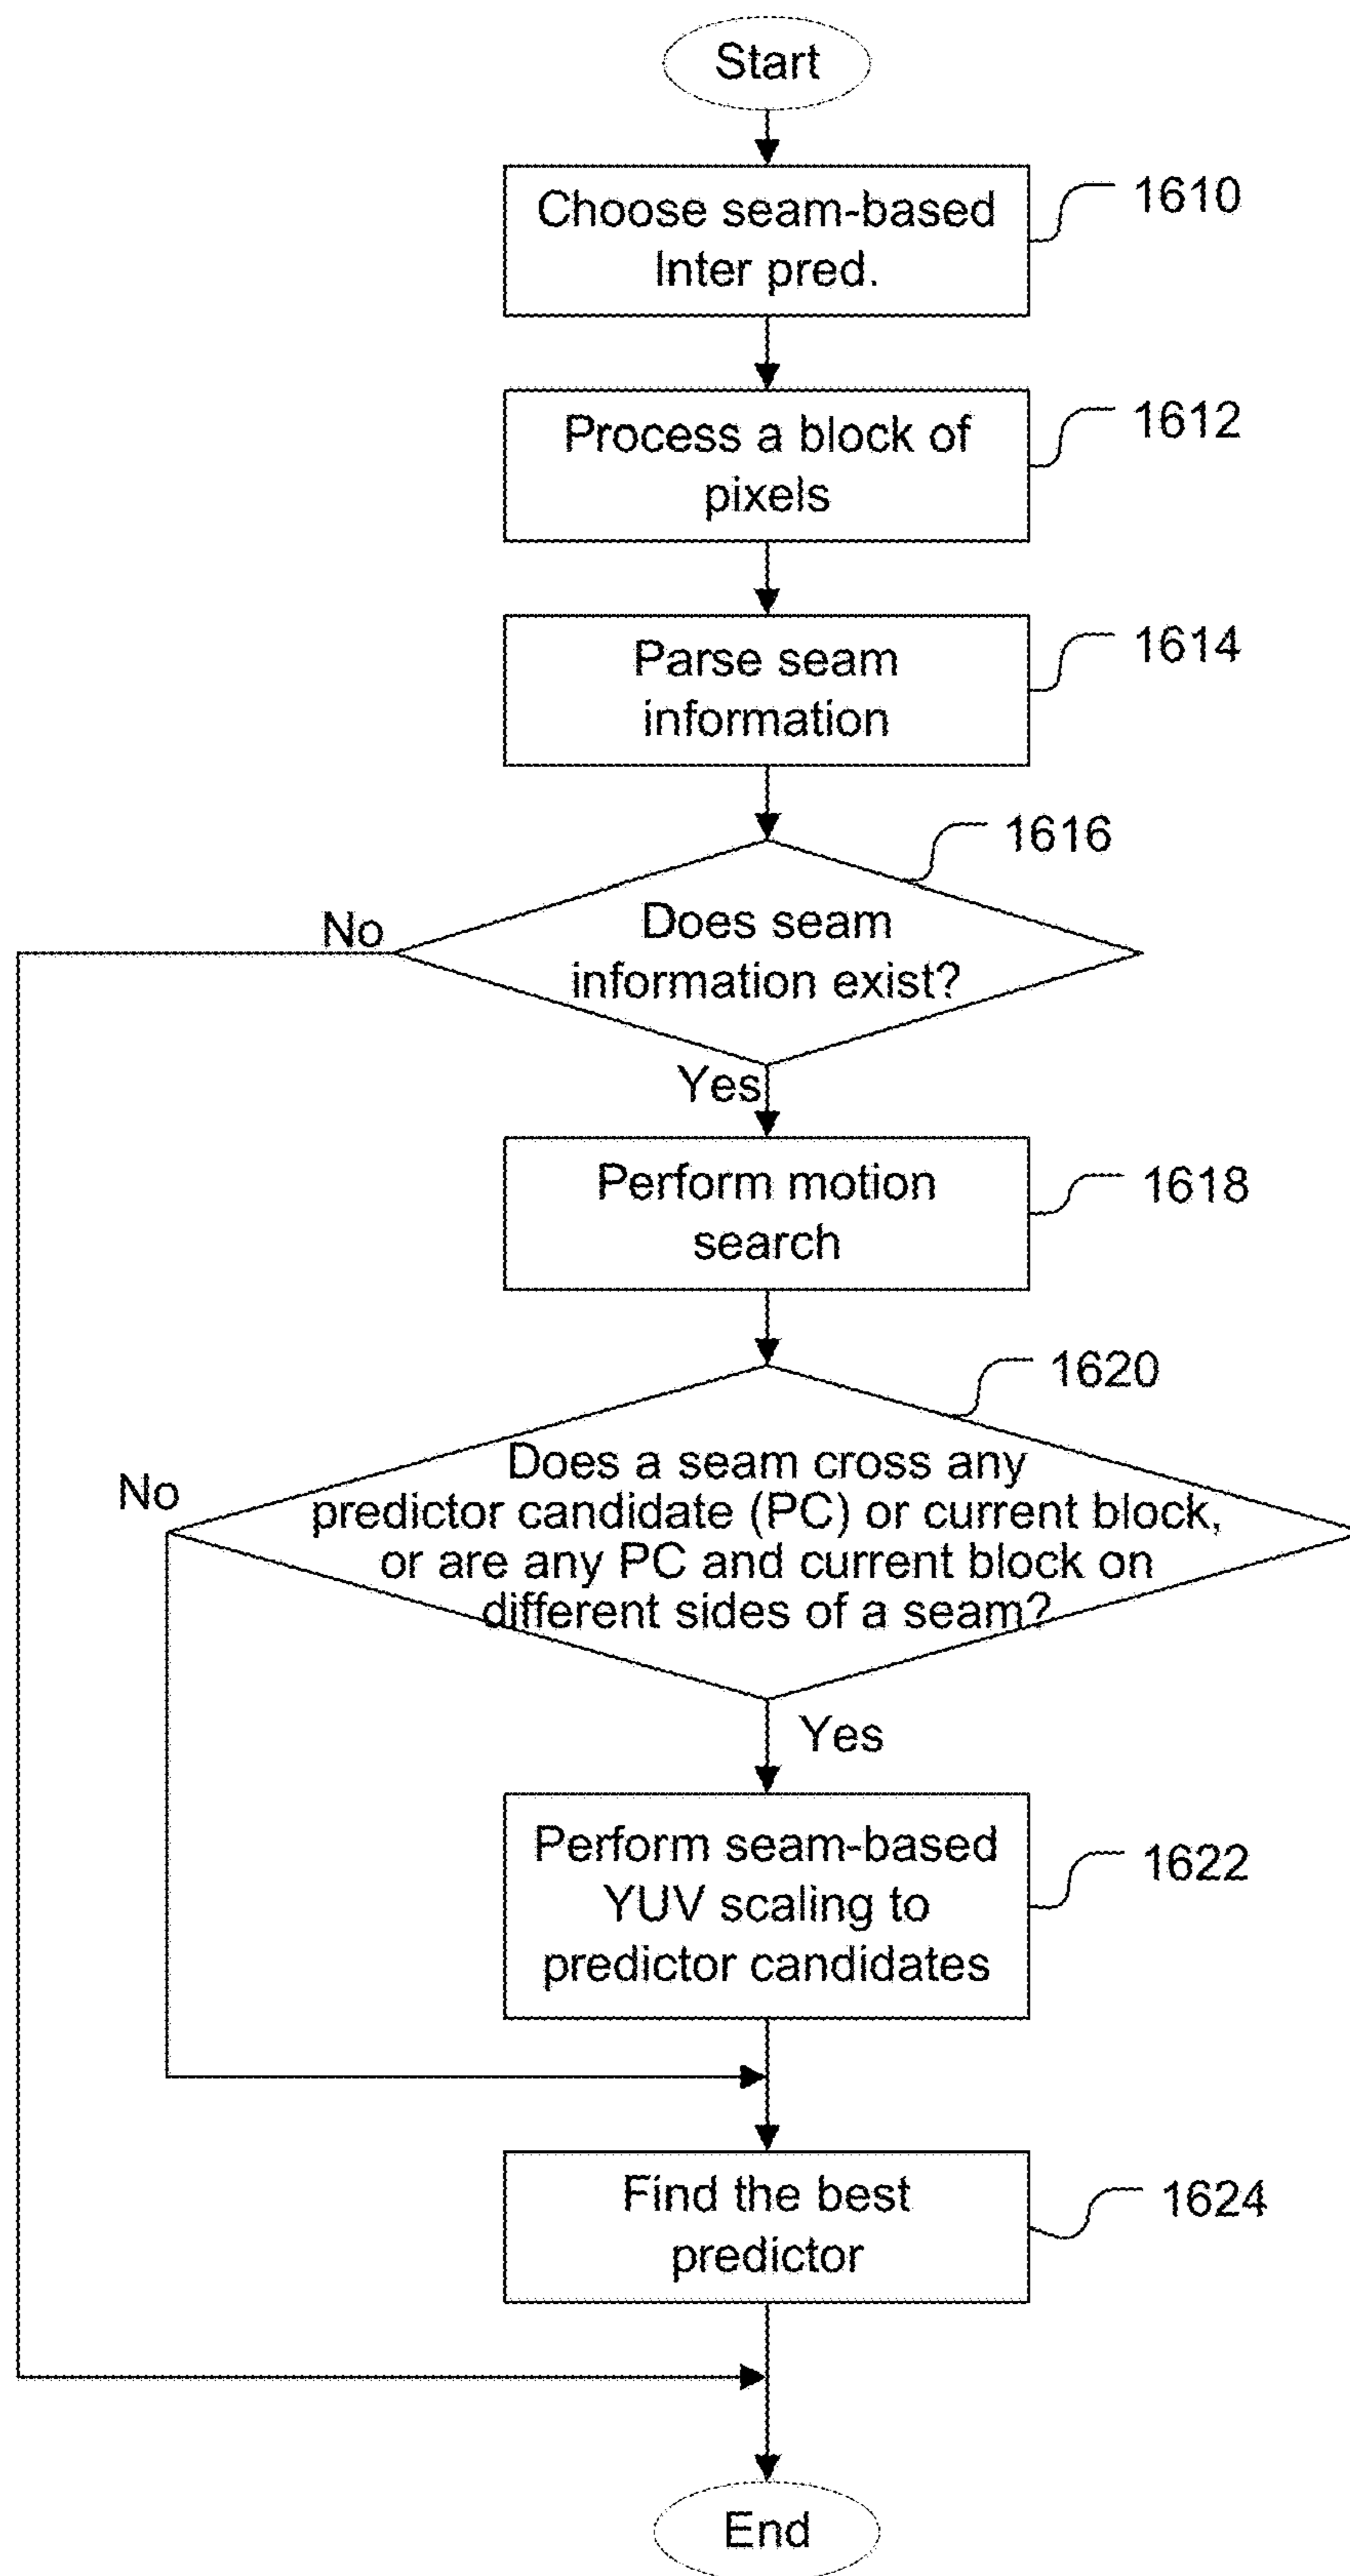 Start
Choose seam-based
Inter pred.
1610
Process a block of
pixels
1612
Parse seam
information
1614
1616
Does seam
information exist?
No
Yes
Perform motion
search
1618
1620
Does a seam cross any
predictor candidate (PC) or current block,
or are any PC and current block on
different sides of a seam?
No
Yes
Perform seam-based
YUV scaling to
predictor candidates
1622
Find the best
predictor
1624
End